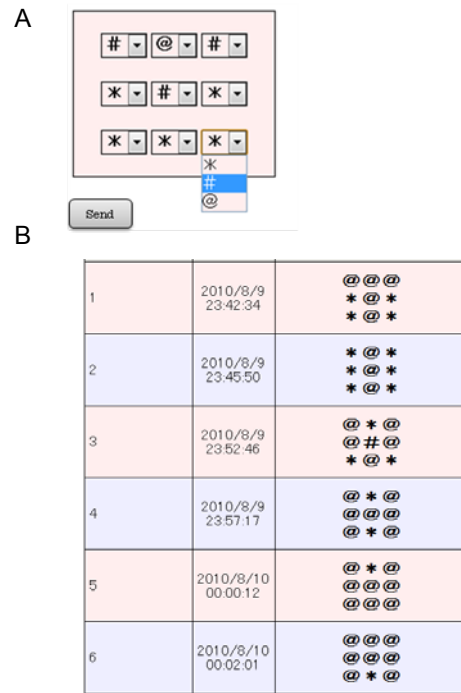 A
# @ #
* # *
* * *
*
#
@
Send
B
1 2010/8/9 23:42:34 @@@
* @ *
* @ *
2 2010/8/9 23:45:50 * @ *
* @ *
* @ *
3 2010/8/9 23:52:46 @ * @
@ # @
* @ *
4 2010/8/9 23:57:17 @ * @
@@@
@ * @
5 2010/8/10 00:00:12 @ * @
@@@
@@@
6 2010/8/10 00:02:01 @@@
@@@
@ * @